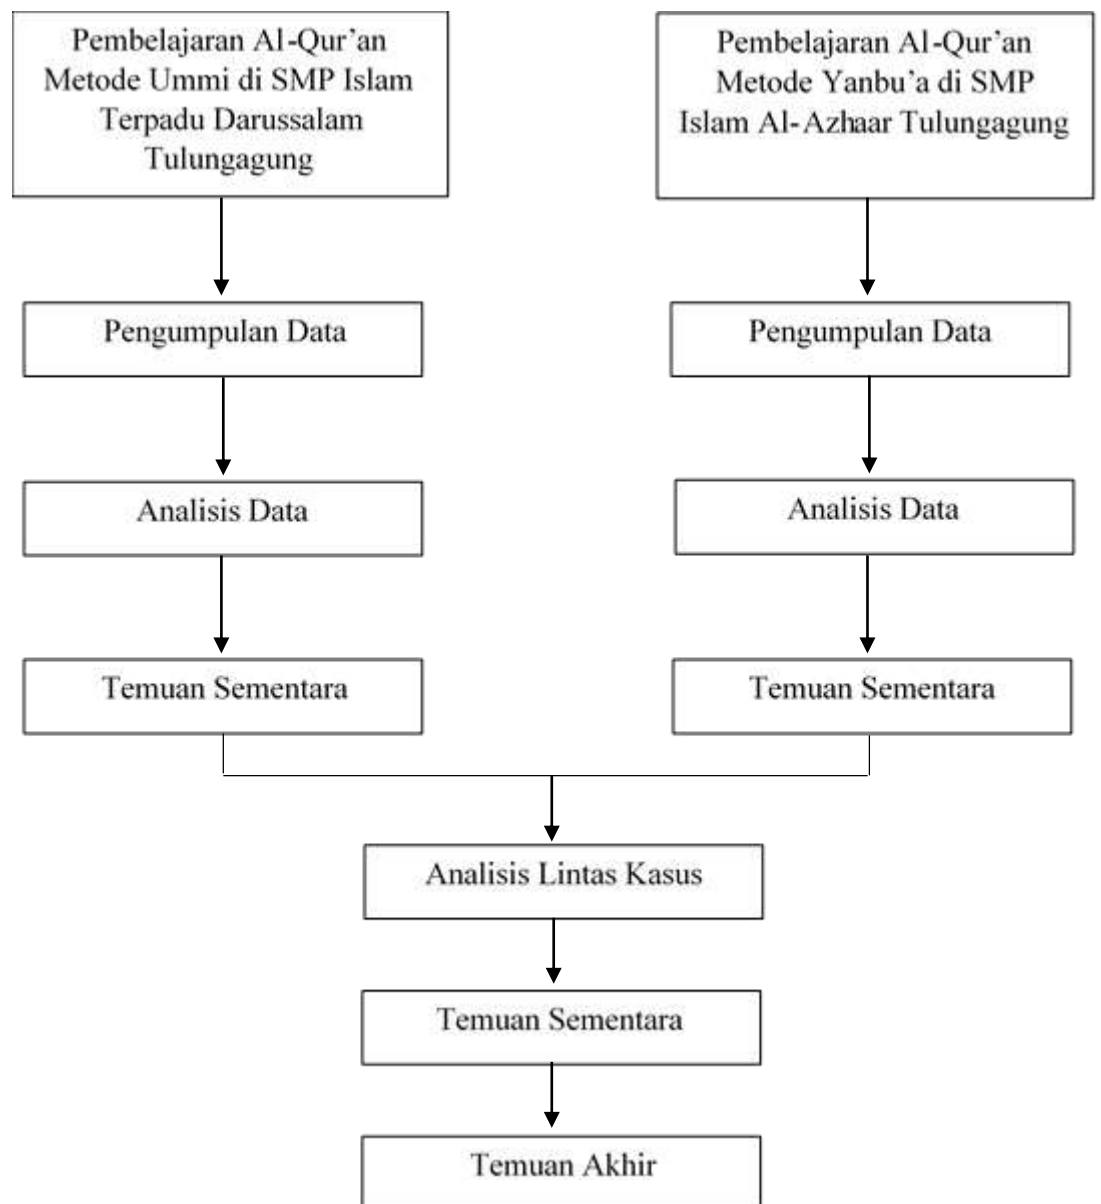 Pembelajaran Al-Qur'an
Metode Ummi di SMP Islam
Terpadu Darussalam
Tulungagung
Pembelajaran Al-Qur'an
Metode Yanbu'a di SMP
Islam Al-Azhaar Tulungagung
Pengumpulan Data
Pengumpulan Data
Analisis Data
Analisis Data
Temuan Sementara
Temuan Sementara
Analisis Lintas Kasus
Temuan Sementara
Temuan Akhir